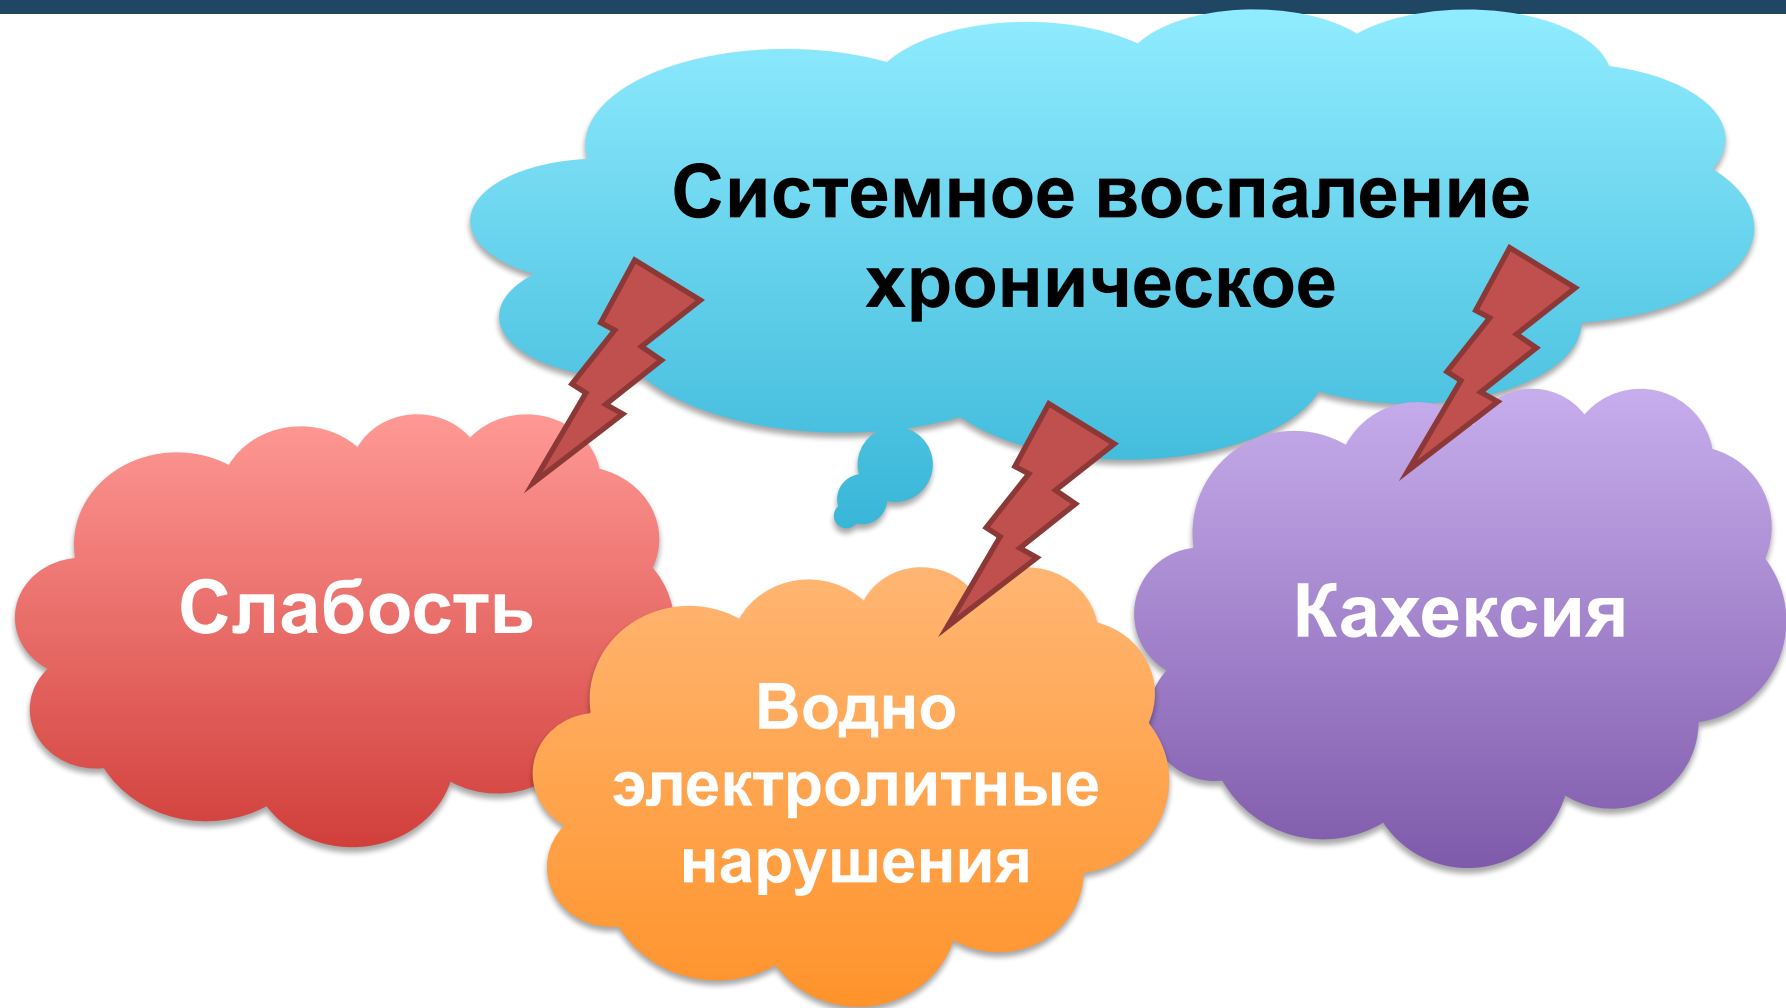 Системное воспаление
хроническое
Слабость
Водно
электролитные
нарушения
Кахексия